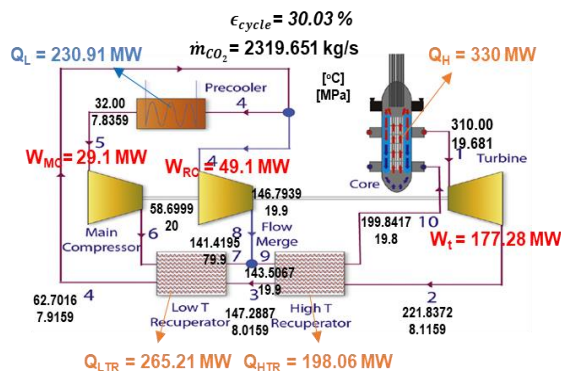 ϵcycle = 30.03 %
ṁCO₂ = 2319.651 kg/s
QL = 230.91 MW
QH = 330 MW
[°C]
[MPa]
Precooler
4
32.00
7.8359
5
4
310.00
19.681
1
Turbine
WMC = 29.1 MW
WRC = 49.1 MW
Core
146.7939
19.9
58.6999
20
199.8417
19.8
10
Main
Compressor
6
8
Flow
Merge
Wt = 177.28 MW
141.4195
79.9
7
9
143.5067
19.9
62.7016
7.9159
4
Low T
Recuperator
3
147.2887
8.0159
High T
Recuperator
2
221.8372
8.1159
QLTR = 265.21 MW
QHTR = 198.06 MW